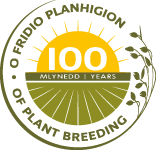 O FRIDIO PLANHIGION
100
MLYNEDD | YEARS
OF PLANT BREEDING